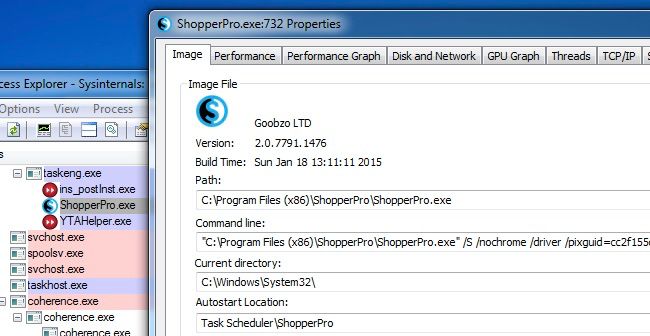 ShopperPro.exe:732 Properties
Image Performance Performance Graph Disk and Network GPU Graph Threads TCP/IP
Image File
Goobzo LTD
Version: 2.0.7791.1476
Build Time: Sun Jan 18 13:11:11 2015
Path:
C:\Program Files (x86)\ShopperPro\ShopperPro.exe
Command line:
"C:\Program Files (x86)\ShopperPro\ShopperPro.exe" /S /nochrome /driver /pixguid=cc2f155
Current directory:
C:\Windows\System32\
Autostart Location:
Task Scheduler\ShopperPro
cess Explorer - Sysinternals:
Options View Process
taskeng.exe
ins_postInst.exe
ShopperPro.exe
YTAHelper.exe
svchost.exe
spoolsv.exe
svchost.exe
taskhost.exe
coherence.exe
coherence.exe
coherence.exe